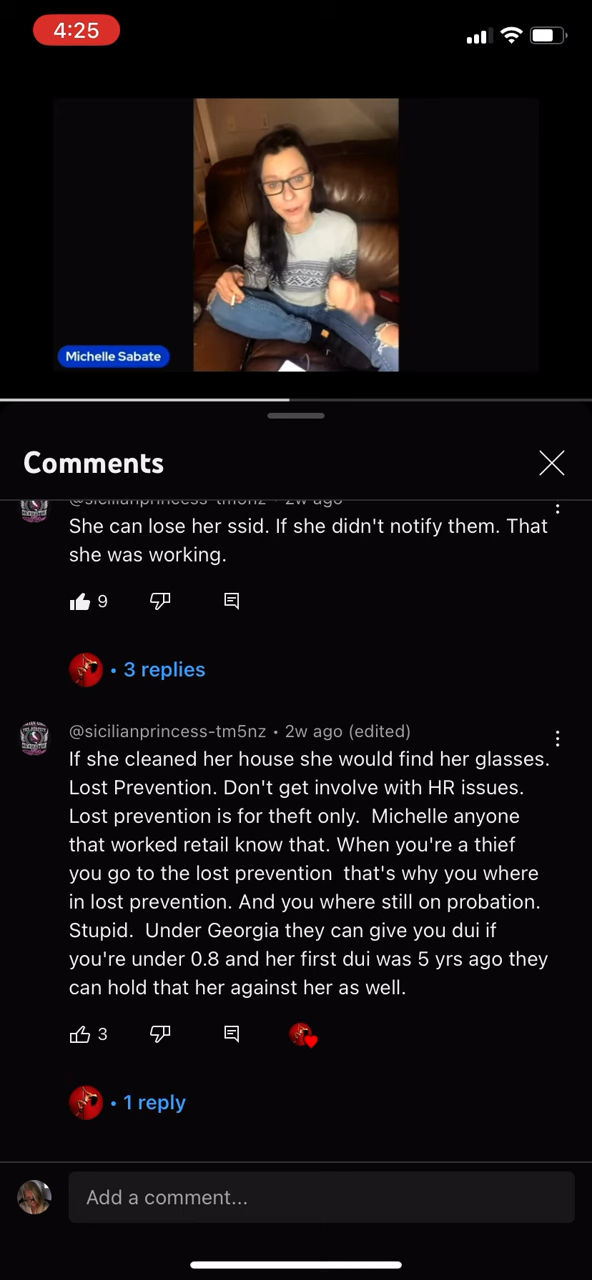 4:25
Michelle Sabate
Comments
@sicilianprincess-tm5nz • 2w ago
She can lose her ssid. If she didn't notify them. That
she was working.
9
• 3 replies
@sicilianprincess-tm5nz • 2w ago (edited)
If she cleaned her house she would find her glasses.
Lost Prevention. Don't get involve with HR issues.
Lost prevention is for theft only.  Michelle anyone
that worked retail know that. When you're a thief
you go to the lost prevention  that's why you where
in lost prevention. And you where still on probation.
Stupid.  Under Georgia they can give you dui if
you're under 0.8 and her first dui was 5 yrs ago they
can hold that her against her as well.
3
• 1 reply
Add a comment...